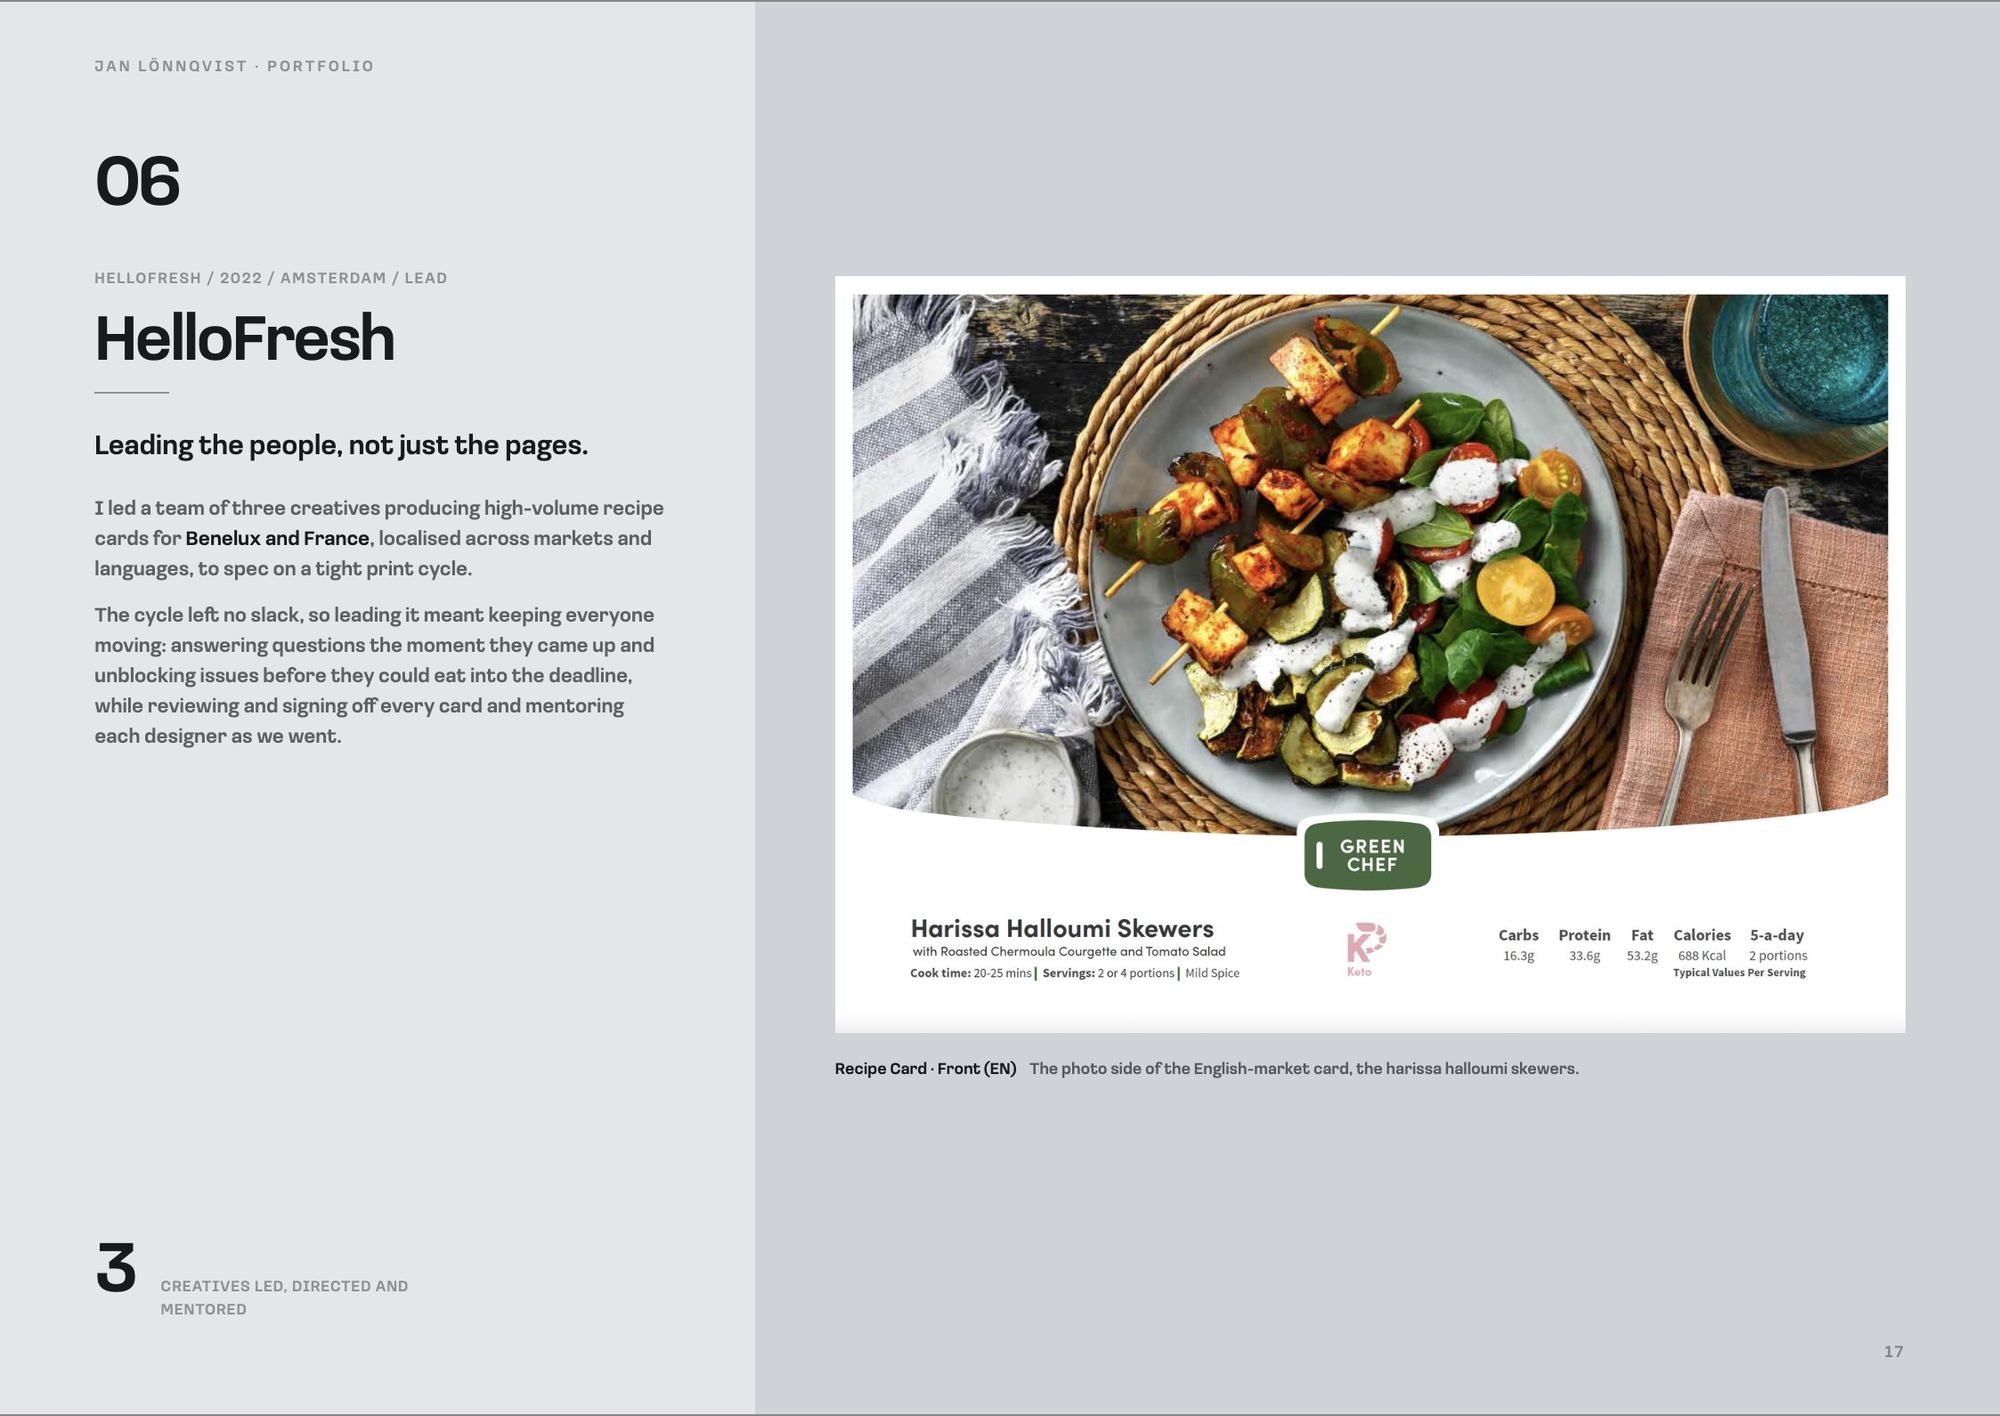 JAN LÖNNQVIST · PORTFOLIO
06
HELLOFRESH / 2022 / AMSTERDAM / LEAD
HelloFresh
Leading the people, not just the pages.
I led a team of three creatives producing high-volume recipe
cards for Benelux and France, localised across markets and
languages, to spec on a tight print cycle.
The cycle left no slack, so leading it meant keeping everyone
moving: answering questions the moment they came up and
unblocking issues before they could eat into the deadline,
while reviewing and signing off every card and mentoring
each designer as we went.
3
CREATIVES LED, DIRECTED AND
MENTORED
GREEN
CHEF
Harissa Halloumi Skewers
with Roasted Chermoula Courgette and Tomato Salad
Cook time: 20-25 mins | Servings: 2 or 4 portions | Mild Spice
K
Keto
Carbs Protein Fat Calories 5-a-day
16.3g 33.6g 53.2g 688 Kcal 2 portions
Typical Values Per Serving
Recipe Card · Front (EN) The photo side of the English-market card, the harissa halloumi skewers.
17